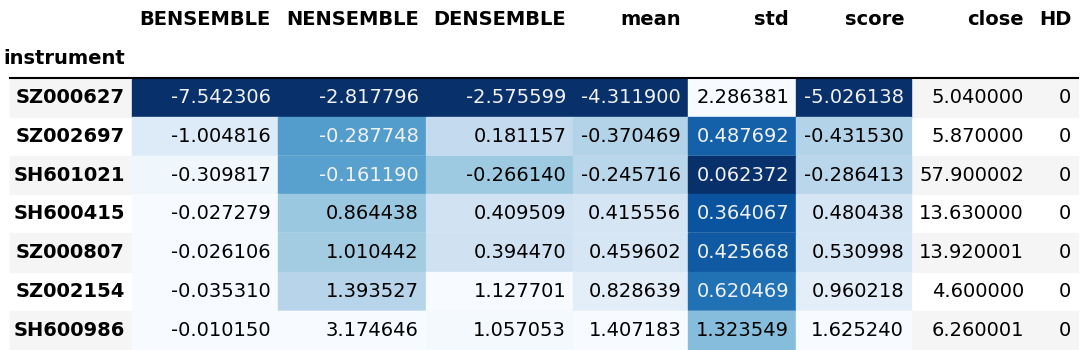 BENSEMBLE NENSEMBLE DENSEMBLE mean std score close HD
instrument
SZ000627 -7.542306 -2.817796 -2.575599 -4.311900 2.286381 -5.026138 5.040000 0
SZ002697 -1.004816 -0.287748 0.181157 -0.370469 0.487692 -0.431530 5.870000 0
SH601021 -0.309817 -0.161190 -0.266140 -0.245716 0.062372 -0.286413 57.900002 0
SH600415 -0.027279 0.864438 0.409509 0.415556 0.364067 0.480438 13.630000 0
SZ000807 -0.026106 1.010442 0.394470 0.459602 0.425668 0.530998 13.920001 0
SZ002154 -0.035310 1.393527 1.127701 0.828639 0.620469 0.960218 4.600000 0
SH600986 -0.010150 3.174646 1.057053 1.407183 1.323549 1.625240 6.260001 0